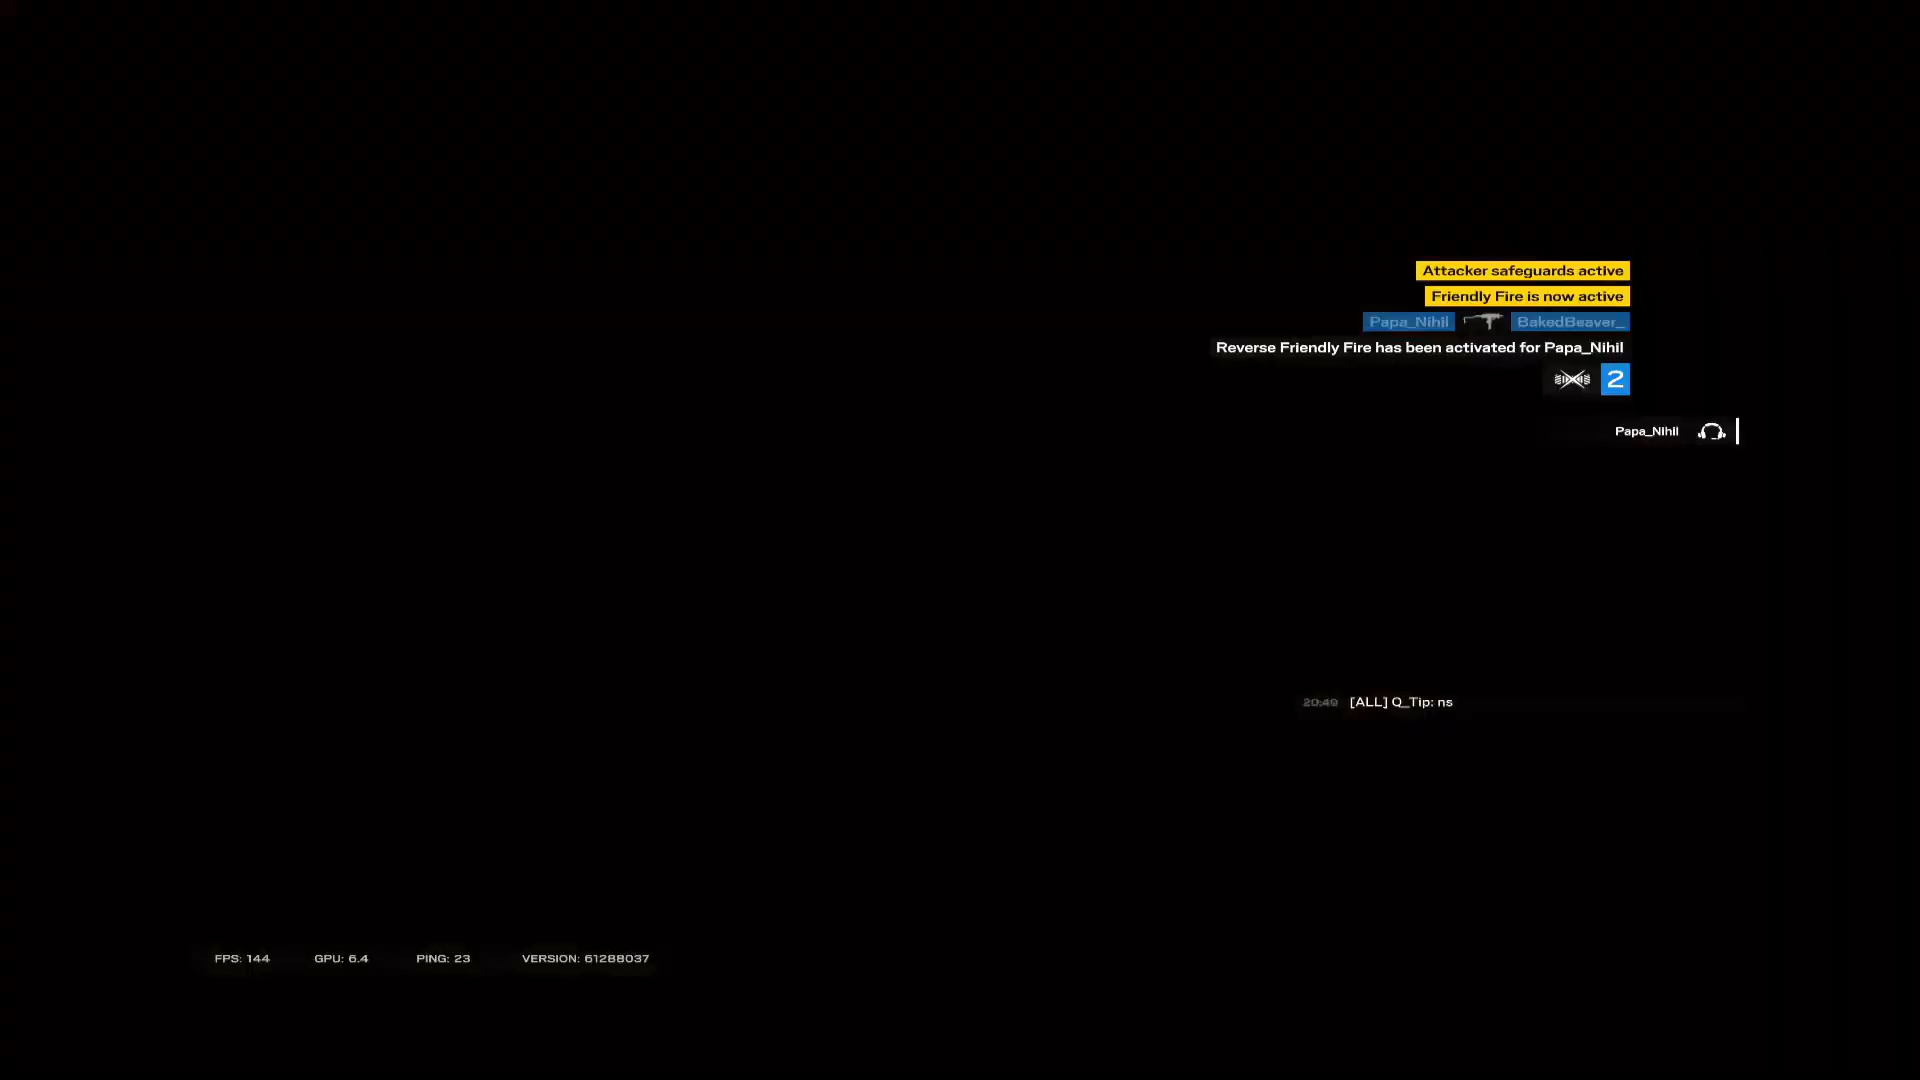 Attacker safeguards active
Friendly Fire is now active
Papa_Nihil BakedBeaver_
Reverse Friendly Fire has been activated for Papa_Nihil
2
Papa_Nihil
20:49 [ALL] Q_Tip: ns
FPS: 144 GPU: 6.4 PING: 23 VERSION: 61288037